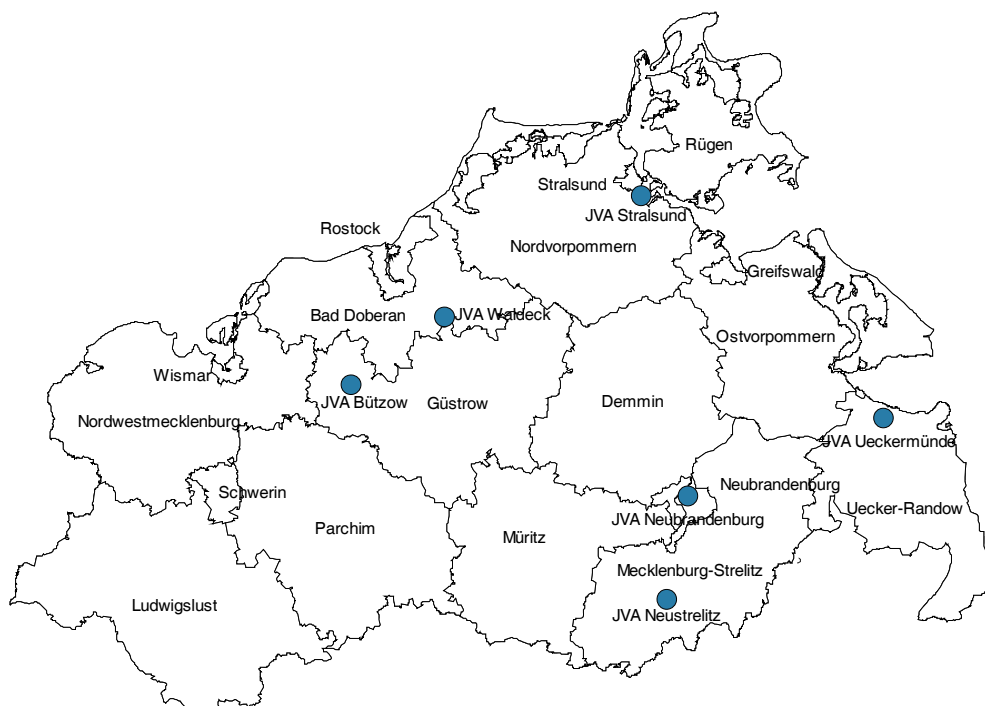 Rügen
Stralsund
JVA Stralsund
Rostock
Nordvorpommern
Greifswald
Bad Doberan
JVA Waldeck
Ostvorpommern
Wismar
JVA Bützow
Güstrow
Demmin
Nordwestmecklenburg
JVA Ueckermünde
Schwerin
Neubrandenburg
Uecker-Randow
JVA Neubrandenburg
Parchim
Müritz
Mecklenburg-Strelitz
Ludwigslust
JVA Neustrelitz